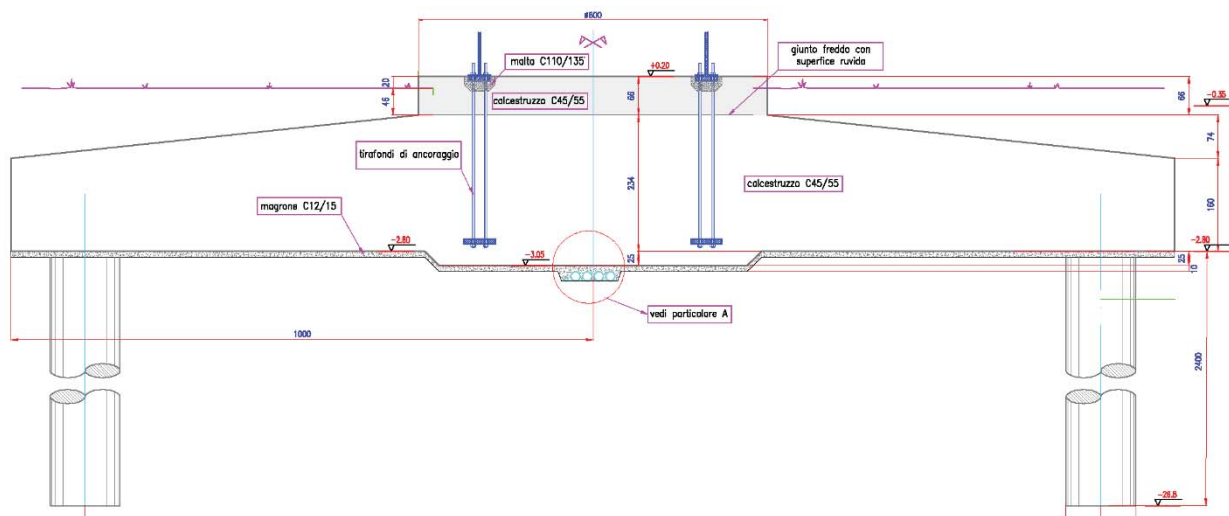 ø600
malta C110/135
+0.20
giunto freddo con
superfice ruvida
20
46
calcestruzzo C45/55
66
66
-0.35
74
tirafondi di ancoraggio
234
calcestruzzo C45/55
160
magrone C12/15
-2.80
-3.05
25
-2.80
25
10
vedi particolare A
1000
2400
-26.8